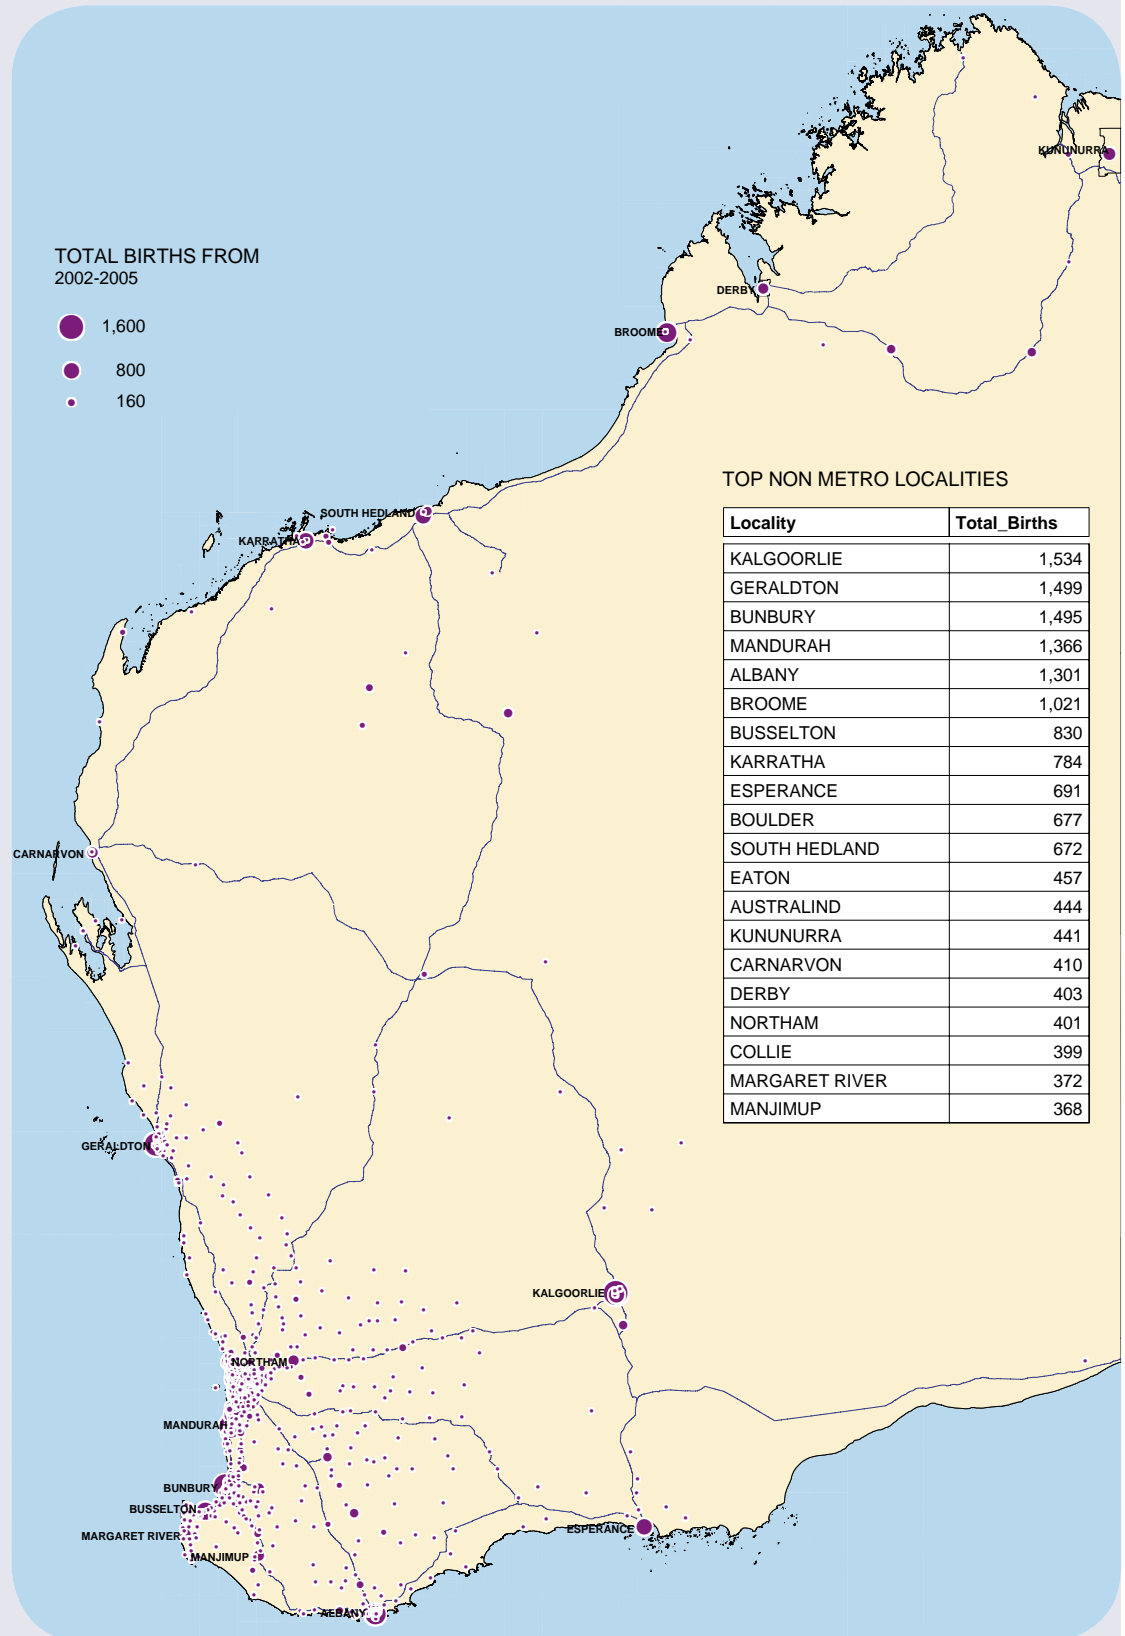 KUNUNURRA
TOTAL BIRTHS FROM
2002-2005
1,600
800
160
DERBY
BROOME
TOP NON METRO LOCALITIES
Locality Total_Births
KALGOORLIE 1,534
GERALDTON 1,499
BUNBURY 1,495
MANDURAH 1,366
ALBANY 1,301
BROOME 1,021
BUSSELTON 830
KARRATHA 784
ESPERANCE 691
BOULDER 677
SOUTH HEDLAND 672
EATON 457
AUSTRALIND 444
KUNUNURRA 441
CARNARVON 410
DERBY 403
NORTHAM 401
COLLIE 399
MARGARET RIVER 372
MANJIMUP 368
SOUTH HEDLAND
KARRATHA
CARNARVON
GERALDTON
KALGOORLIE
NORTHAM
MANDURAH
BUNBURY
BUSSELTON
ESPERANCE
MARGARET RIVER
MANJIMUP
ALBANY